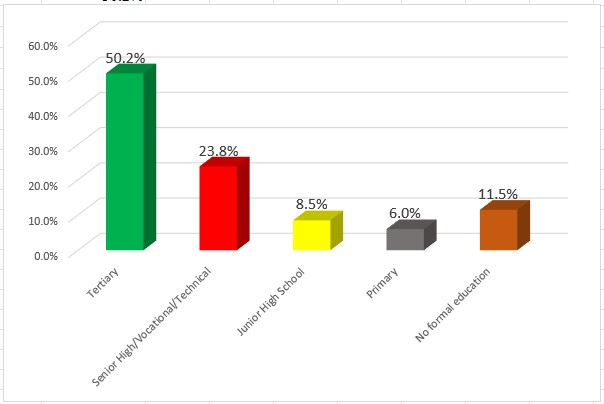 60.0%
50.0%
40.0%
30.0%
20.0%
10.0%
0.0%
50.2%
23.8%
8.5%
6.0%
11.5%
Tertiary
Senior High/Vocational/Technical
Junior High School
Primary
No formal education